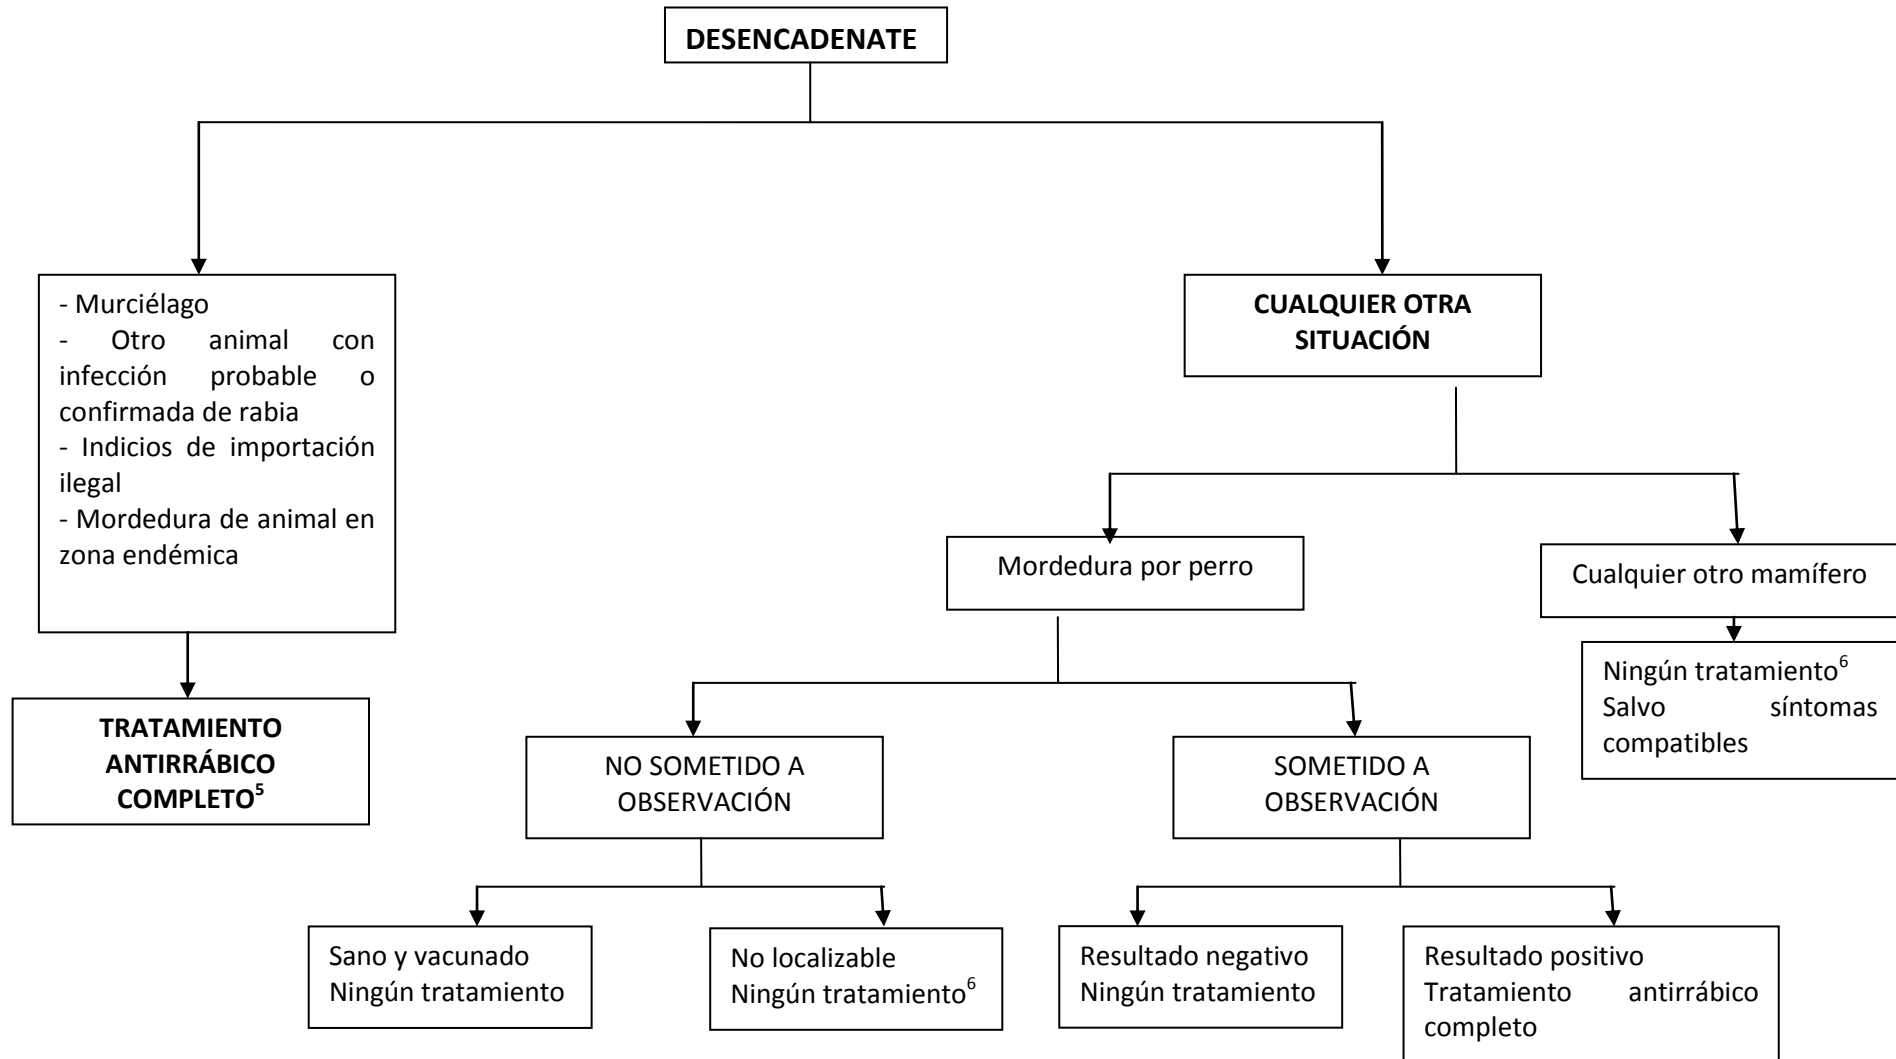 DESENCADENATE
- Murciélago
- Otro animal con
infección probable o
confirmada de rabia
- Indicios de importación
ilegal
- Mordedura de animal en
zona endémica
CUALQUIER OTRA
SITUACIÓN
Mordedura por perro
Cualquier otro mamífero
Ningún tratamiento⁶
Salvo síntomas
compatibles
TRATAMIENTO
ANTIRRÁBICO
COMPLETO⁵
NO SOMETIDO A
OBSERVACIÓN
SOMETIDO A
OBSERVACIÓN
Sano y vacunado
Ningún tratamiento
No localizable
Ningún tratamiento⁶
Resultado negativo
Ningún tratamiento
Resultado positivo
Tratamiento antirrábico
completo